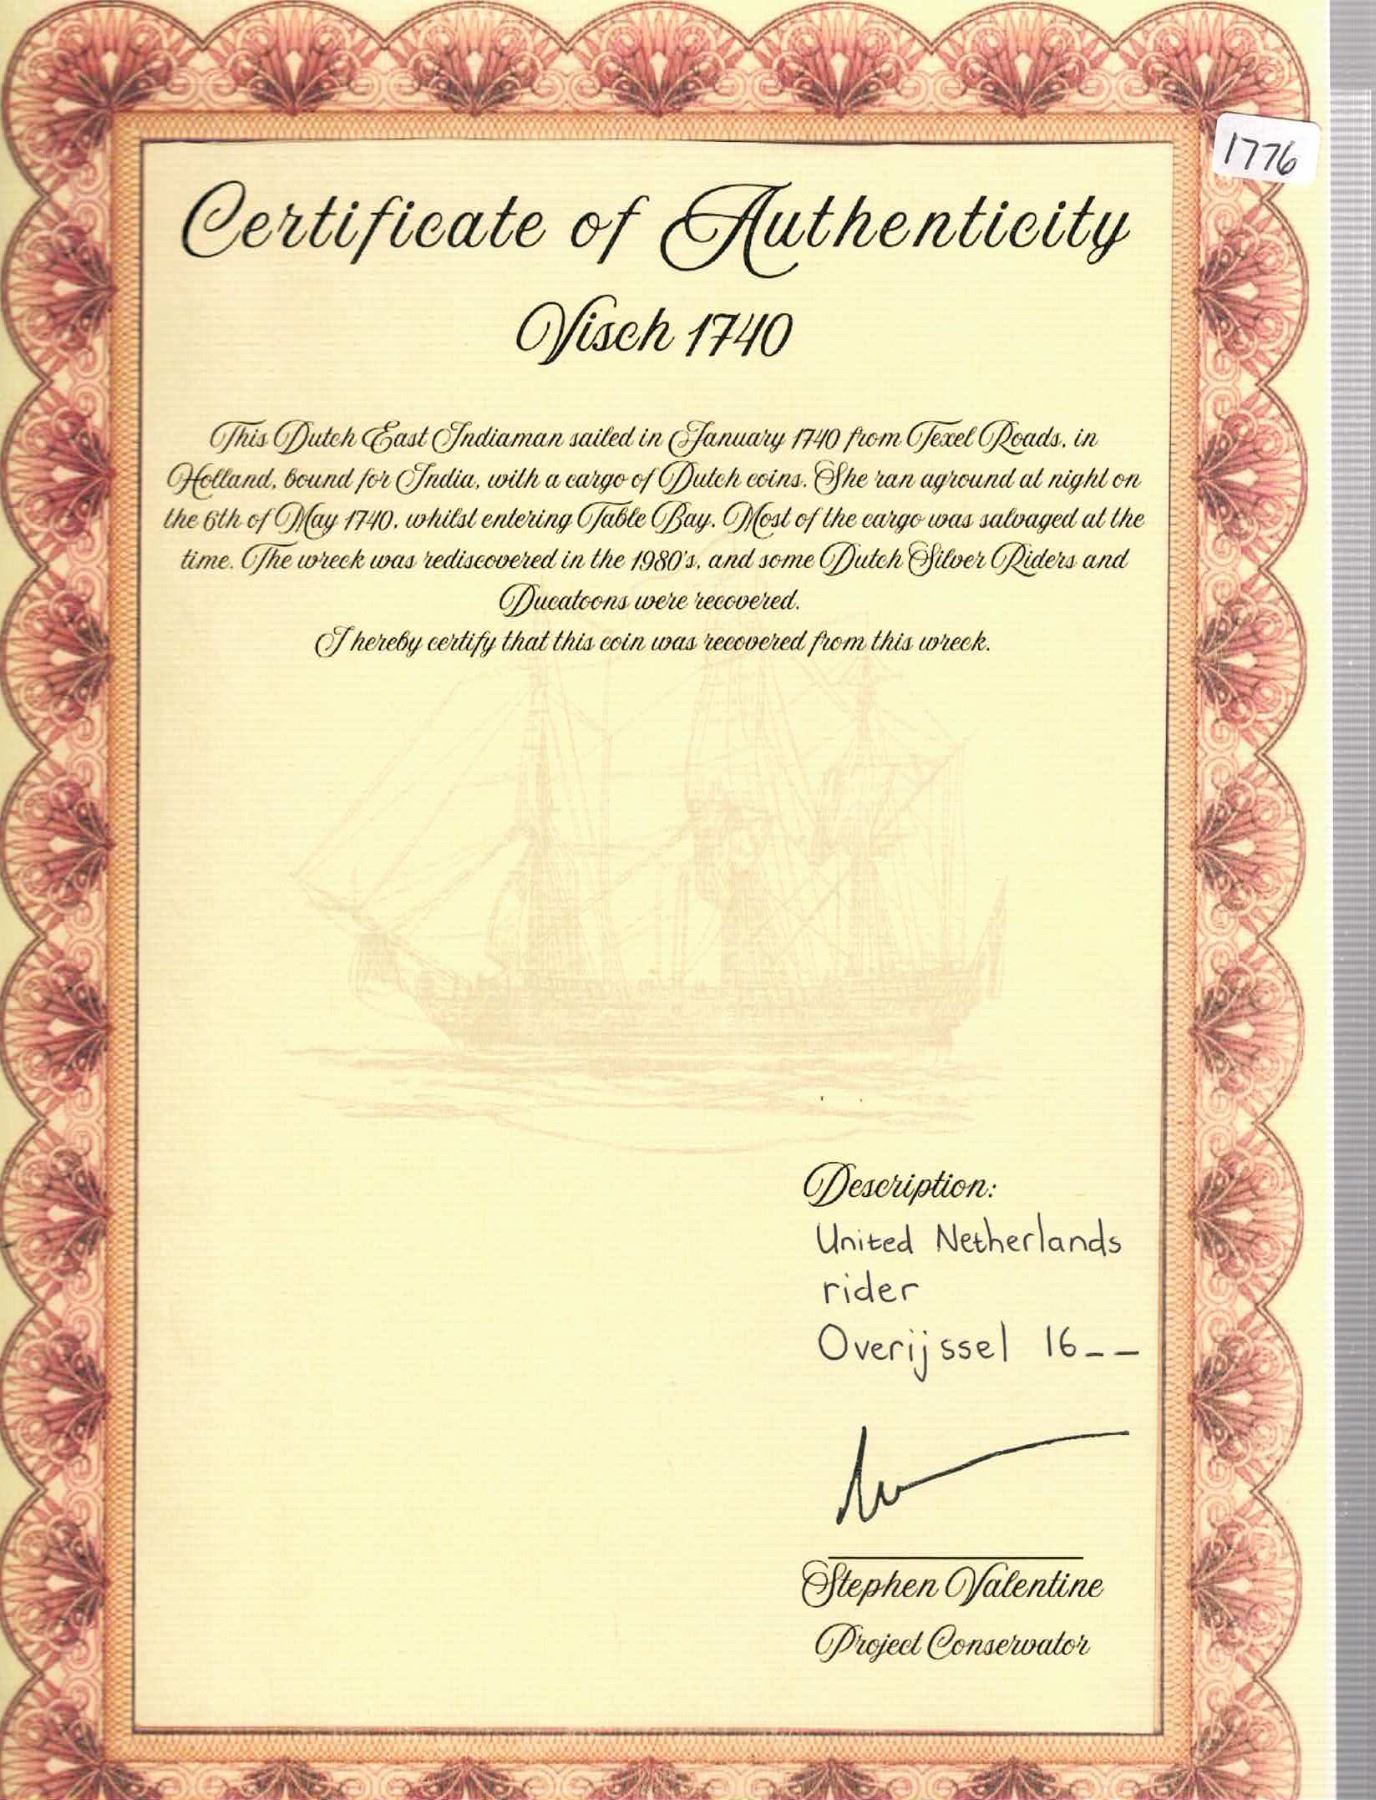 1776
Certificate of Authenticity
Visch 1740
This Dutch East Indiaman sailed in January 1740 from Texel Roads, in
Holland, bound for India, with a cargo of Dutch coins. She ran aground at night on
the 6th of May 1740, whilst entering Table Bay. Most of the cargo was salvaged at the
time. The wreck was rediscovered in the 1980's, and some Dutch Silver Riders and
Ducatoons were recovered.
I hereby certify that this coin was recovered from this wreck.
Description:
United Netherlands
rider
Overijssel 16_ _
Stephen Valentine
Project Conservator